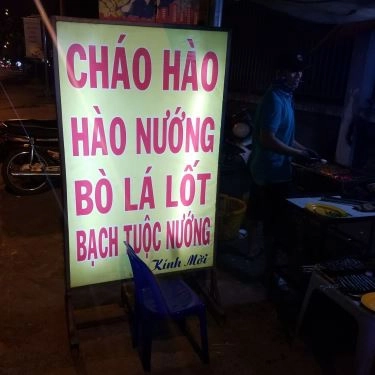 CHÁO HÀO
HÀO NƯỚNG
BÒ LÁ LỐT
BẠCH TUỘC NƯỚNG
Kính Mời